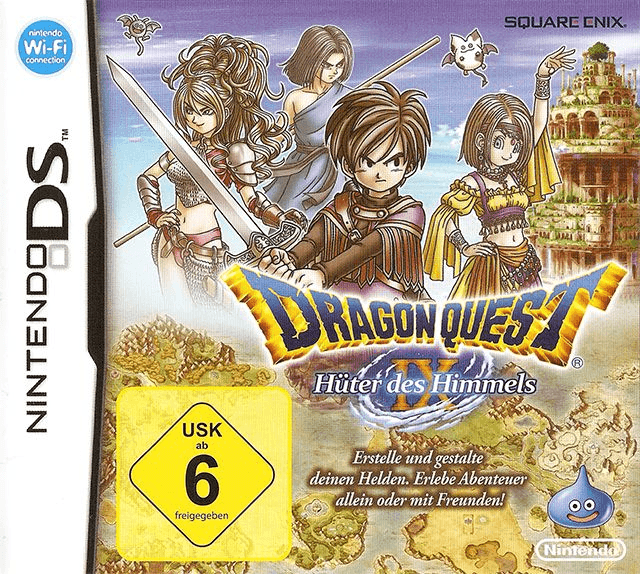 nintendo
Wi-Fi
connection
NINTENDO DS™
SQUARE ENIX®
DRAGON QUEST®
IX
Hüter des Himmels
Erstelle und gestalte
deinen Helden. Erlebe Abenteuer
allein oder mit Freunden!
USK
ab
6
freigegeben
Nintendo®